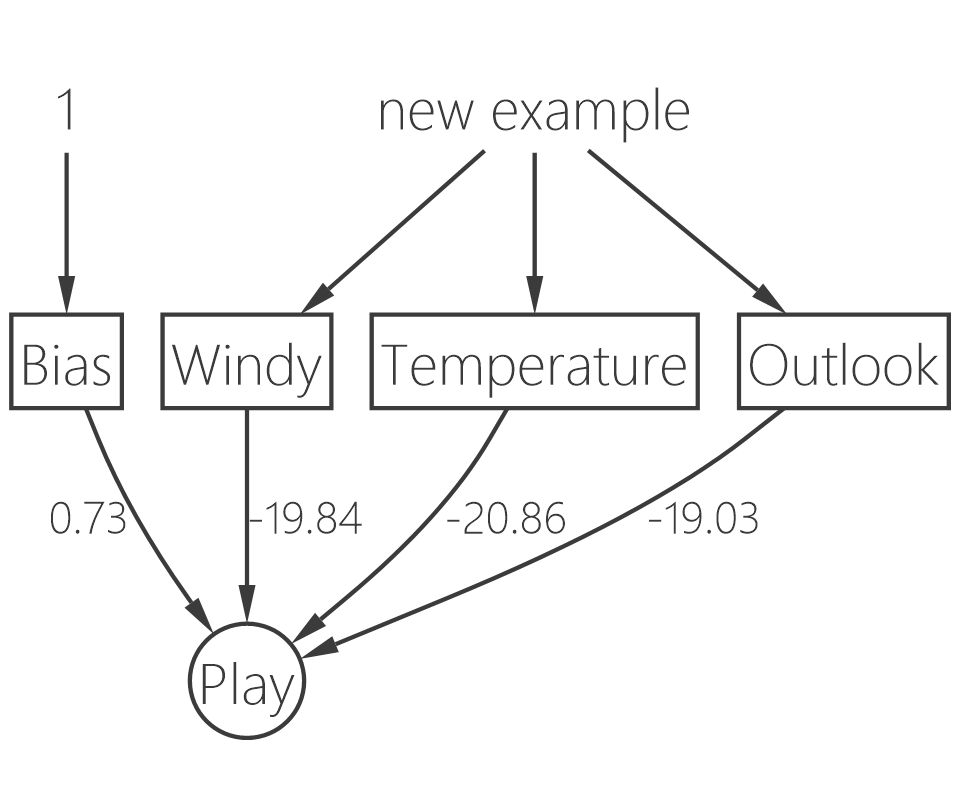 1 new example
Bias Windy Temperature Outlook
0.73 -19.84 -20.86 -19.03
Play